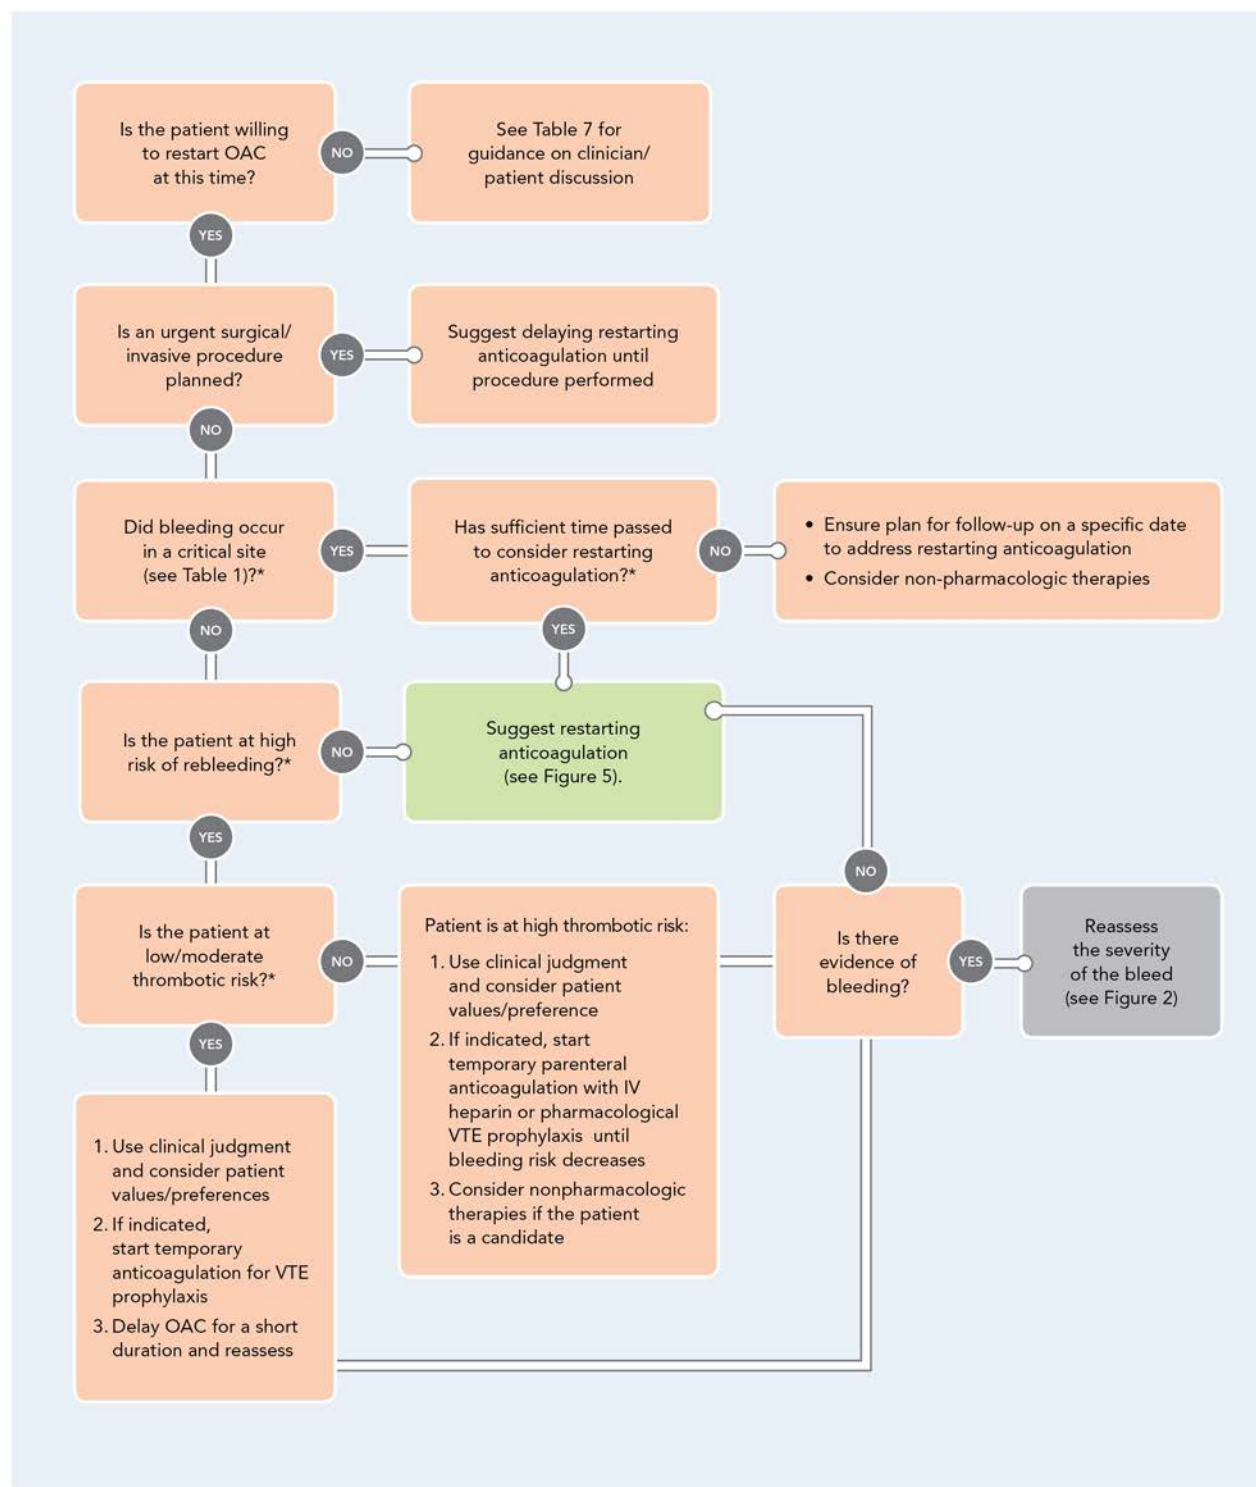 Is the patient willing
to restart OAC
at this time?
NO
See Table 7 for
guidance on clinician/
patient discussion
YES
Is an urgent surgical/
invasive procedure
planned?
YES
Suggest delaying restarting
anticoagulation until
procedure performed
NO
Did bleeding occur
in a critical site
(see Table 1)?*
YES
Has sufficient time passed
to consider restarting
anticoagulation?*
NO
• Ensure plan for follow-up on a specific date
to address restarting anticoagulation
• Consider non-pharmacologic therapies
NO
YES
Is the patient at high
risk of rebleeding?*
NO
Suggest restarting
anticoagulation
(see Figure 5).
YES
NO
Is the patient at
low/moderate
thrombotic risk?*
NO
Patient is at high thrombotic risk:
1. Use clinical judgment
and consider patient
values/preference
2. If indicated, start
temporary parenteral
anticoagulation with IV
heparin or pharmacological
VTE prophylaxis until
bleeding risk decreases
3. Consider nonpharmacologic
therapies if the patient
is a candidate
Is there
evidence of
bleeding?
YES
Reassess
the severity
of the bleed
(see Figure 2)
YES
1. Use clinical judgment
and consider patient
values/preferences
2. If indicated,
start temporary
anticoagulation for VTE
prophylaxis
3. Delay OAC for a short
duration and reassess